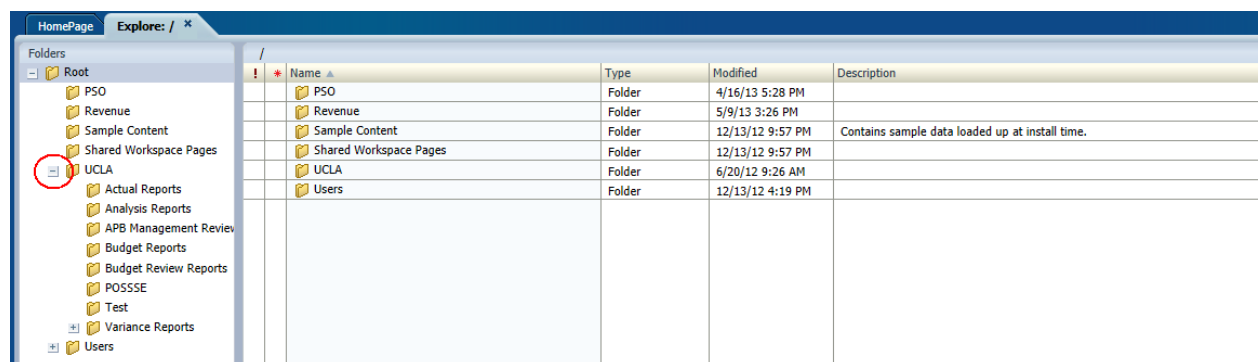 HomePage Explore: / ×
Folders /
Root ! * Name Type Modified Description
PSO PSO Folder 4/16/13 5:28 PM
Revenue Revenue Folder 5/9/13 3:26 PM
Sample Content Sample Content Folder 12/13/12 9:57 PM Contains sample data loaded up at install time.
Shared Workspace Pages Shared Workspace Pages Folder 12/13/12 9:57 PM
UCLA UCLA Folder 6/20/12 9:26 AM
Actual Reports Users Folder 12/13/12 4:19 PM
Analysis Reports
APB Management Review
Budget Reports
Budget Review Reports
POSSSE
Test
Variance Reports
Users